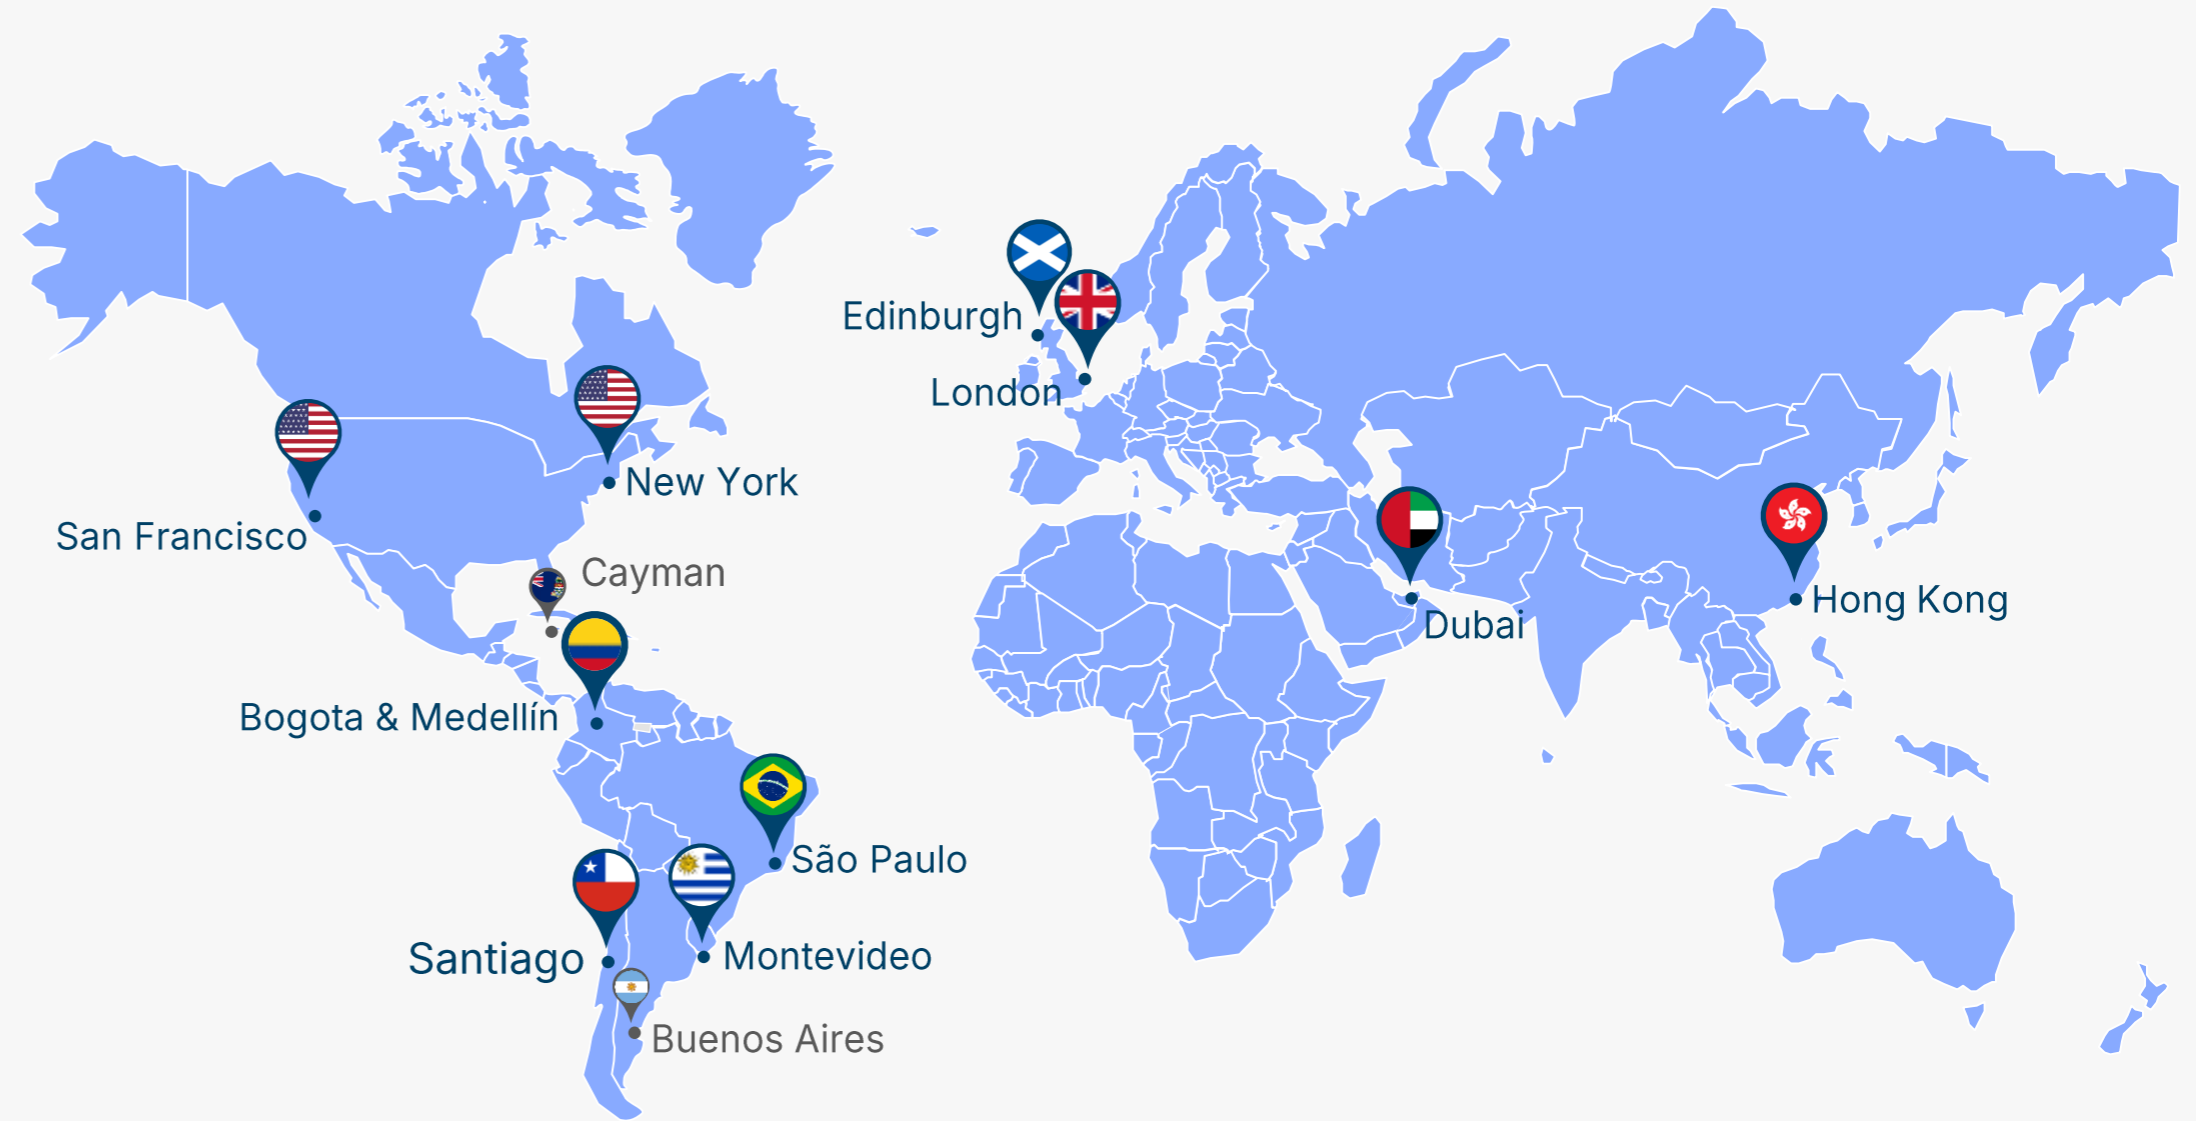 Edinburgh
London
New York
San Francisco
Cayman
Dubai
Hong Kong
Bogota & Medellín
São Paulo
Santiago
Montevideo
Buenos Aires